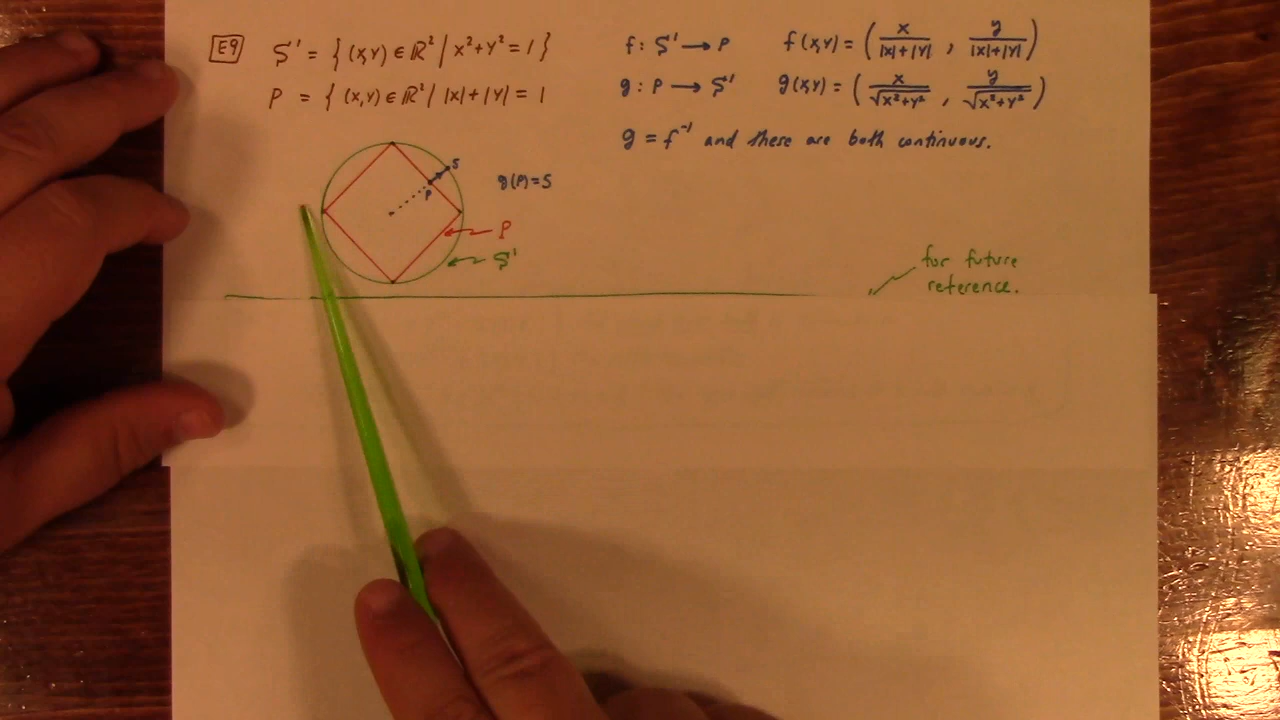 E9 S¹ = { (x,y) ∈ ℝ² | x²+y² = 1 }
P = { (x,y) ∈ ℝ² | |x|+|y| = 1
f : S¹ → P f(x,y) = ( x/(|x|+|y|) , y/(|x|+|y|) )
g : P → S¹ g(x,y) = ( x/√(x²+y²) , y/√(x²+y²) )
g = f⁻¹ and these are both continuous.
S
P
g(P)=S
P
S¹
for future
reference.